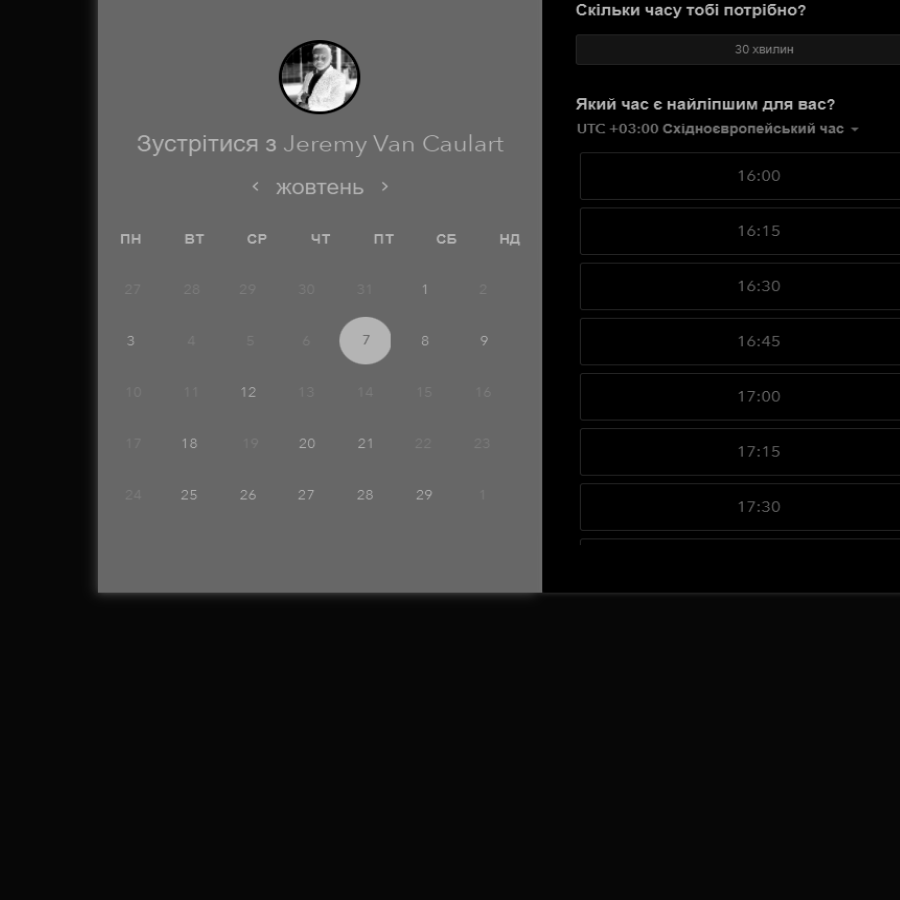 Зустрітися з Jeremy Van Caulart
жовтень
ПН ВТ СР ЧТ ПТ СБ НД
27 28 29 30 31 1 2
3 4 5 6 7 8 9
10 11 12 13 14 15 16
17 18 19 20 21 22 23
24 25 26 27 28 29 1
Скільки часу тобі потрібно?
30 хвилин
Який час є найліпшим для вас?
UTC +03:00 Східноєвропейський час
16:00
16:15
16:30
16:45
17:00
17:15
17:30